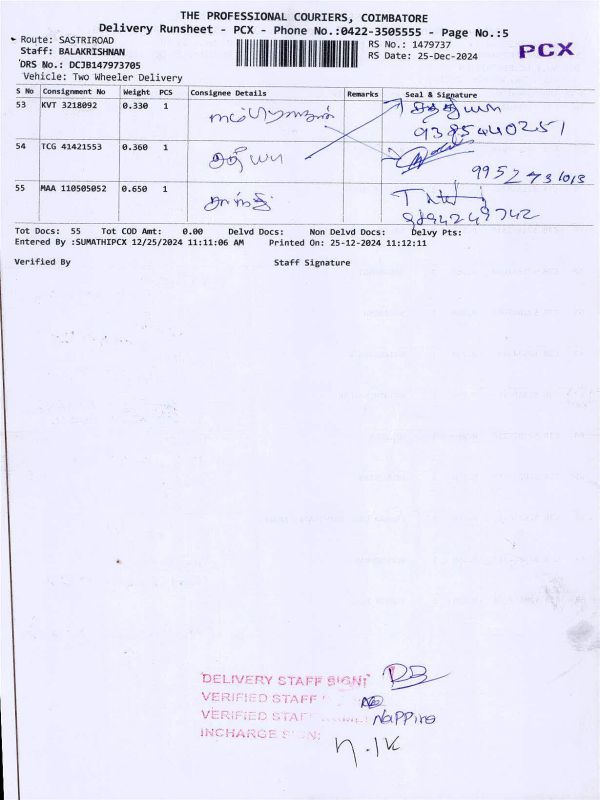 THE PROFESSIONAL COURIERS, COIMBATORE
Delivery Runsheet - PCX - Phone No.:0422-3505555 - Page No.:5
Route: SASTRIROAD
Staff: BALAKRISHNAN
DRS No.: DCJB147973705
Vehicle: Two Wheeler Delivery
RS No.: 1479737
RS Date: 25-Dec-2024
PCX
S No Consignment No Weight PCS Consignee Details Remarks Seal & Signature
53 KVT 3218092 0.330 1
9385440251
54 TCG 41421553 0.360 1 சத்யா
9952731013
55 MAA 110505052 0.650 1
9894249742
Tot Docs: 55 Tot COD Amt: 0.00 Delvd Docs: Non Delvd Docs: Delvy Pts:
Entered By :SUMATHIPCX 12/25/2024 11:11:06 AM Printed On: 25-12-2024 11:12:11
Verified By Staff Signature
DELIVERY STAFF SIGN:
VERIFIED STAFF
VERIFIED STAFF
INCHARGE SIGN: